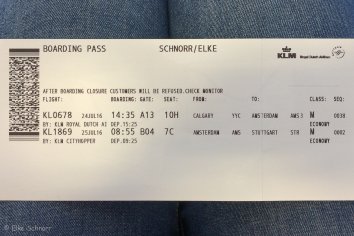 BOARDING PASS SCHNORR/ELKE
KLM Royal Dutch Airlines
AFTER BOARDING CLOSURE CUSTOMERS WILL BE REFUSED.CHECK MONITOR
FLIGHT: BOARDING: GATE: SEAT: FROM: TO: CLASS: SEQ:
KL0678 24JUL16 14:35 A13 10H CALGARY YYC AMSTERDAM AMS 3 M 0038
BY: KLM ROYAL DUTCH AI DEP.15:25 ECONOMY
KL1869 25JUL16 08:55 B04 7C AMSTERDAM AMS STUTTGART STR M 0002
BY: KLM CITYHOPPER DEP.09:25 ECONOMY
© Elke Schnorr